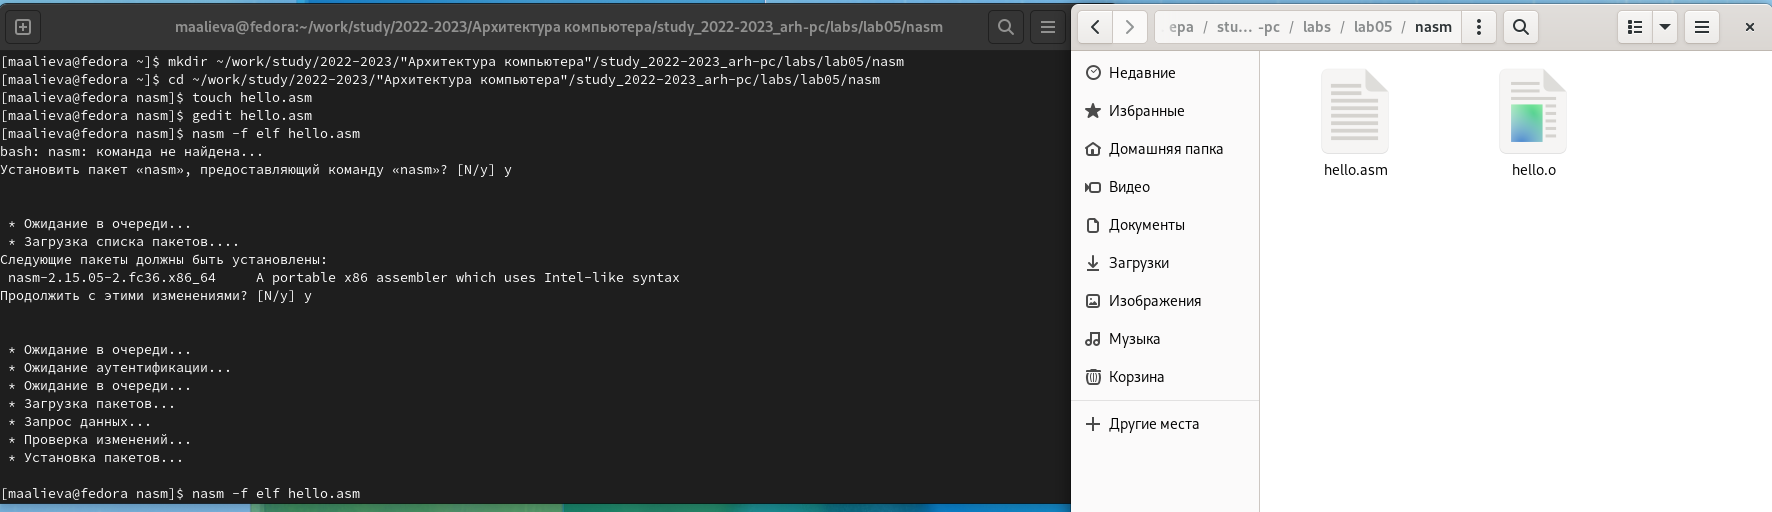 maalieva@fedora:~/work/study/2022-2023/Архитектура компьютера/study_2022-2023_arh-pc/labs/lab05/nasm
[maalieva@fedora ~]$ mkdir ~/work/study/2022-2023/"Архитектура компьютера"/study_2022-2023_arh-pc/labs/lab05/nasm
[maalieva@fedora ~]$ cd ~/work/study/2022-2023/"Архитектура компьютера"/study_2022-2023_arh-pc/labs/lab05/nasm
[maalieva@fedora nasm]$ touch hello.asm
[maalieva@fedora nasm]$ gedit hello.asm
[maalieva@fedora nasm]$ nasm -f elf hello.asm
bash: nasm: команда не найдена...
Установить пакет «nasm», предоставляющий команду «nasm»? [N/y] y
* Ожидание в очереди...
* Загрузка списка пакетов....
Следующие пакеты должны быть установлены:
nasm-2.15.05-2.fc36.x86_64 A portable x86 assembler which uses Intel-like syntax
Продолжить с этими изменениями? [N/y] y
* Ожидание в очереди...
* Ожидание аутентификации...
* Ожидание в очереди...
* Загрузка пакетов...
* Запрос данных...
* Проверка изменений...
* Установка пакетов...
[maalieva@fedora nasm]$ nasm -f elf hello.asm
ера / stu... -pc / labs / lab05 / nasm
Недавние
Избранные
Домашняя папка
Видео
Документы
Загрузки
Изображения
Музыка
Корзина
Другие места
hello.asm
hello.o